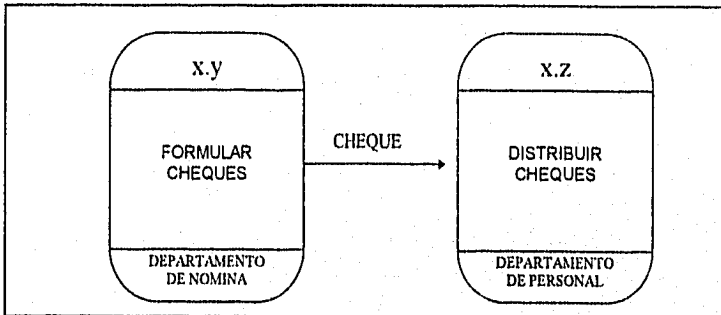 x.y
FORMULAR
CHEQUES
DEPARTAMENTO
DE NOMINA
CHEQUE
x.z
DISTRIBUIR
CHEQUES
DEPARTAMENTO
DE PERSONAL